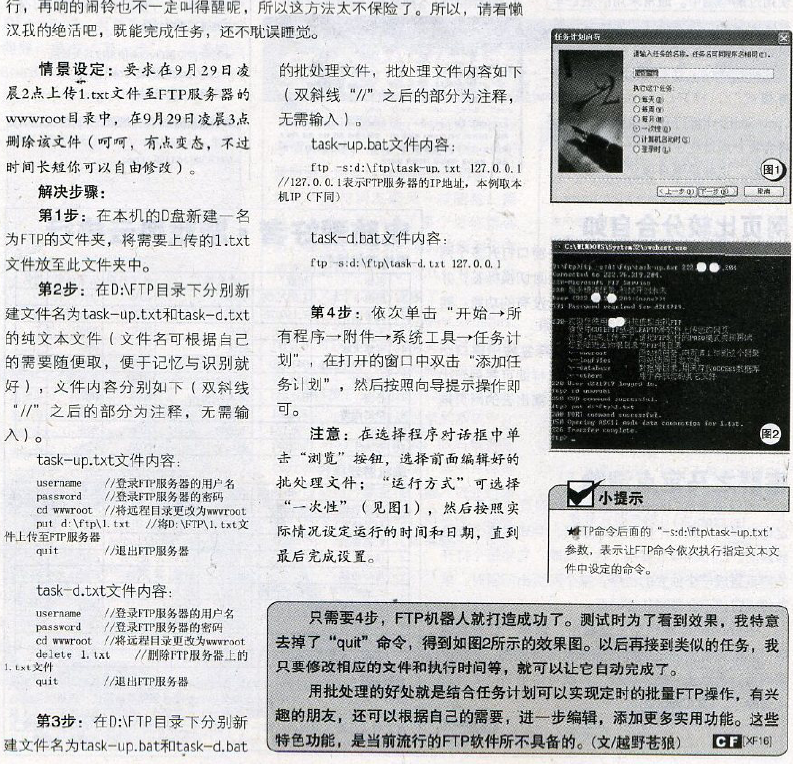 行，再响的闹铃也不一定叫得醒呢，所以这方法太不保险了。所以，请看懒
汉我的绝活吧，既能完成任务，还不耽误睡觉。
情景设定：要求在9月29日凌
晨2点上传1.txt文件至FTP服务器的
wwwroot目录中，在9月29日凌晨3点
删除该文件（呵呵，有点变态，不过
时间长短你可以自由修改）。
解决步骤：
第1步：在本机的D盘新建一名
为FTP的文件夹，将需要上传的1.txt
文件放至此文件夹中。
第2步：在D:\FTP目录下分别新
建文件名为task-up.txt和task-d.txt
的纯文本文件（文件名可根据自己
的需要随便取，便于记忆与识别就
好），文件内容分别如下（双斜线
“//”之后的部分为注释，无需输
入）。
task-up.txt文件内容：
username //登录FTP服务器的用户名
password //登录FTP服务器的密码
cd wwwroot //将远程目录更改为wwwroot
put d:\ftp\1.txt //将D:\FTP\1.txt文
件上传至FTP服务器
quit //退出FTP服务器
task-d.txt文件内容：
username //登录FTP服务器的用户名
password //登录FTP服务器的密码
cd wwwroot //将远程目录更改为wwwroot
delete 1.txt //删除FTP服务器上的
1.txt文件
quit //退出FTP服务器
第3步：在D:\FTP目录下分别新
建文件名为task-up.bat和task-d.bat
的批处理文件，批处理文件内容如下
（双斜线“//”之后的部分为注释，
无需输入）。
task-up.bat文件内容：
ftp -s:d:\ftp\task-up.txt 127.0.0.1
//127.0.0.1表示FTP服务器的IP地址，本例取本
机IP（下同）
task-d.bat文件内容：
ftp -s:d:\ftp\task-d.txt 127.0.0.1
第4步：依次单击“开始→所
有程序→附件→系统工具→任务计
划”，在打开的窗口中双击“添加任
务计划”，然后按照向导提示操作即
可。
注意：在选择程序对话框中单
击“浏览”按钮，选择前面编辑好的
批处理文件；“运行方式”可选择
“一次性”（见图1），然后按照实
际情况设定运行的时间和日期，直到
最后完成设置。
任务计划向导
请输入任务的名称。任务名可同程序名相同(C)。
执行这个任务:
每天(D)
每周(W)
每月(M)
一次性(O)
计算机启动时(S)
登录时(L)
<上一步(B) 下一步(N)> 取消
图1
C:\WINDOWS\System32\svchost.exe
D:\ftp>ftp -s:d:\ftp\task-up.txt
Microsoft FTP Service
230 User logged in.
250 CWD command successful.
ftp> put d:\ftp\1.txt
200 PORT command successful.
150 Opening ASCII mode data connection for 1.txt.
226 Transfer complete.
ftp>
图2
小提示
FTP命令后面的“-s:d:\ftp\task-up.txt”
参数，表示让FTP命令依次执行指定文本文
件中设定的命令。
只需要4步，FTP机器人就打造成功了。测试时为了看到效果，我特意
去掉了“quit”命令，得到如图2所示的效果图。以后再接到类似的任务，我
只要修改相应的文件和执行时间等，就可以让它自动完成了。
用批处理的好处就是结合任务计划可以实现定时的批量FTP操作，有兴
趣的朋友，还可以根据自己的需要，进一步编辑，添加更多实用功能。这些
特色功能，是当前流行的FTP软件所不具备的。（文/越野苍狼） CF [XF16]